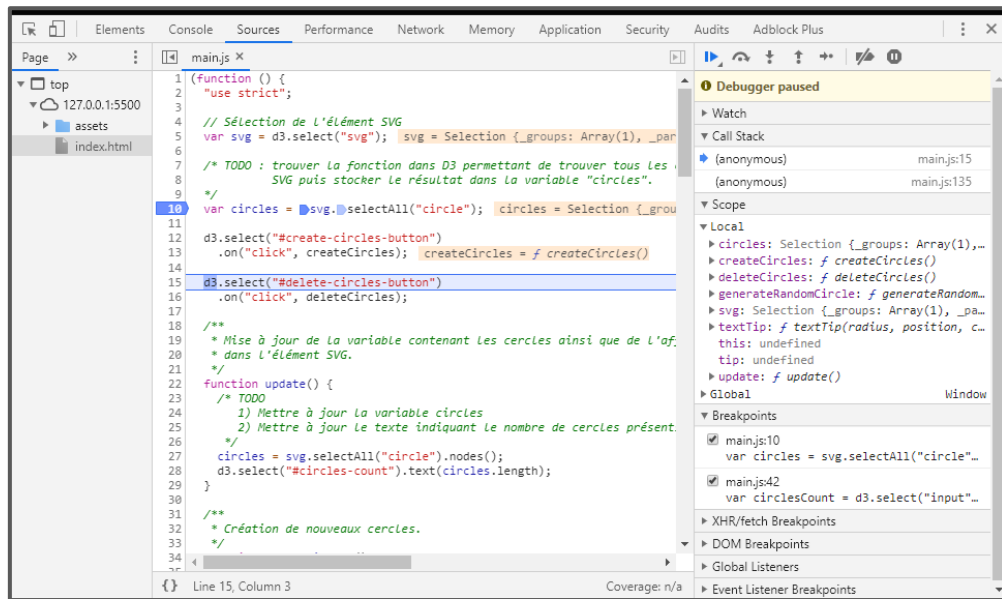 Elements Console Sources Performance Network Memory Application Security Audits Adblock Plus
Page »
top
127.0.0.1:5500
assets
index.html
main.js ×
1 (function () {
2 "use strict";
3
4 // Sélection de l'élément SVG
5 var svg = d3.select("svg"); svg = Selection {_groups: Array(1), _par
6
7 /* TODO : trouver la fonction dans D3 permettant de trouver tous les
8 SVG puis stocker le résultat dans la variable "circles".
9 */
10 var circles = svg.selectAll("circle"); circles = Selection {_grou
11
12 d3.select("#create-circles-button")
13 .on("click", createCircles); createCircles = ƒ createCircles()
14
15 d3.select("#delete-circles-button")
16 .on("click", deleteCircles);
17
18 /**
19 * Mise à jour de la variable contenant les cercles ainsi que de l'af
20 * dans l'élément SVG.
21 */
22 function update() {
23 /* TODO
24 1) Mettre à jour la variable circles
25 2) Mettre à jour le texte indiquant le nombre de cercles présent
26 */
27 circles = svg.selectAll("circle").nodes();
28 d3.select("#circles-count").text(circles.length);
29 }
30
31 /**
32 * Création de nouveaux cercles.
33 */
34
{} Line 15, Column 3 Coverage: n/a
Debugger paused
Watch
Call Stack
(anonymous) main.js:15
(anonymous) main.js:135
Scope
Local
circles: Selection {_groups: Array(1),…
createCircles: ƒ createCircles()
deleteCircles: ƒ deleteCircles()
generateRandomCircle: ƒ generateRandom…
svg: Selection {_groups: Array(1), _pa…
textTip: ƒ textTip(radius, position, c…
this: undefined
tip: undefined
update: ƒ update()
Global Window
Breakpoints
main.js:10
var circles = svg.selectAll("circle"…
main.js:42
var circlesCount = d3.select("input"…
XHR/fetch Breakpoints
DOM Breakpoints
Global Listeners
Event Listener Breakpoints